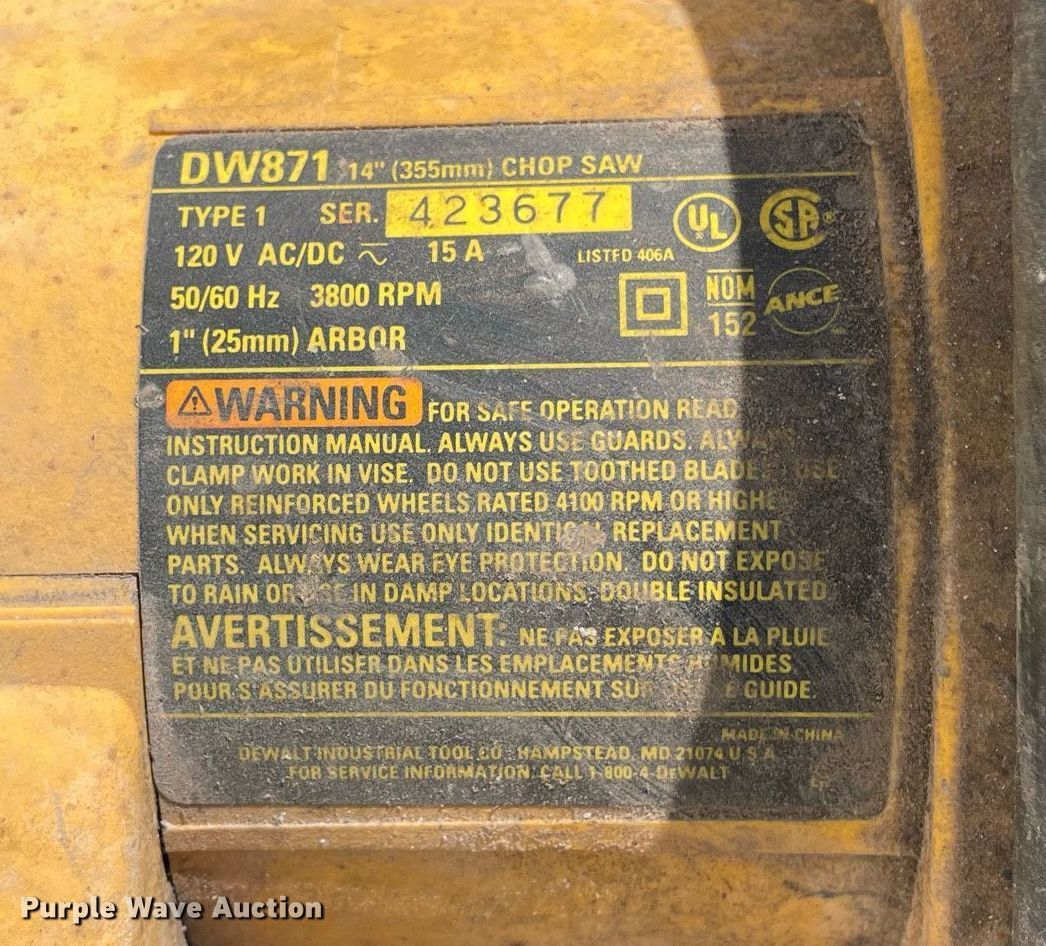 DW871 14" (355mm) CHOP SAW
TYPE 1 SER. 423677
120 V AC/DC 15 A LISTED 406A
50/60 Hz 3800 RPM
1" (25mm) ARBOR
UL SA
NOM
152
ANCE
WARNING FOR SAFE OPERATION READ
INSTRUCTION MANUAL. ALWAYS USE GUARDS. ALWAYS
CLAMP WORK IN VISE. DO NOT USE TOOTHED BLADE USE
ONLY REINFORCED WHEELS RATED 4100 RPM OR HIGHER
WHEN SERVICING USE ONLY IDENTICAL REPLACEMENT
PARTS. ALWAYS WEAR EYE PROTECTION. DO NOT EXPOSE
TO RAIN OR USE IN DAMP LOCATIONS. DOUBLE INSULATED
AVERTISSEMENT: NE PAS EXPOSER À LA PLUIE
ET NE PAS UTILISER DANS LES EMPLACEMENTS HUMIDES
POUR S'ASSURER DU FONCTIONNEMENT GUIDE.
MADE IN CHINA
DEWALT INDUSTRIAL TOOL CO. HAMPSTEAD, MD 21074 U S A
FOR SERVICE INFORMATION, CALL 1-800-4-DEWALT
Purple Wave Auction